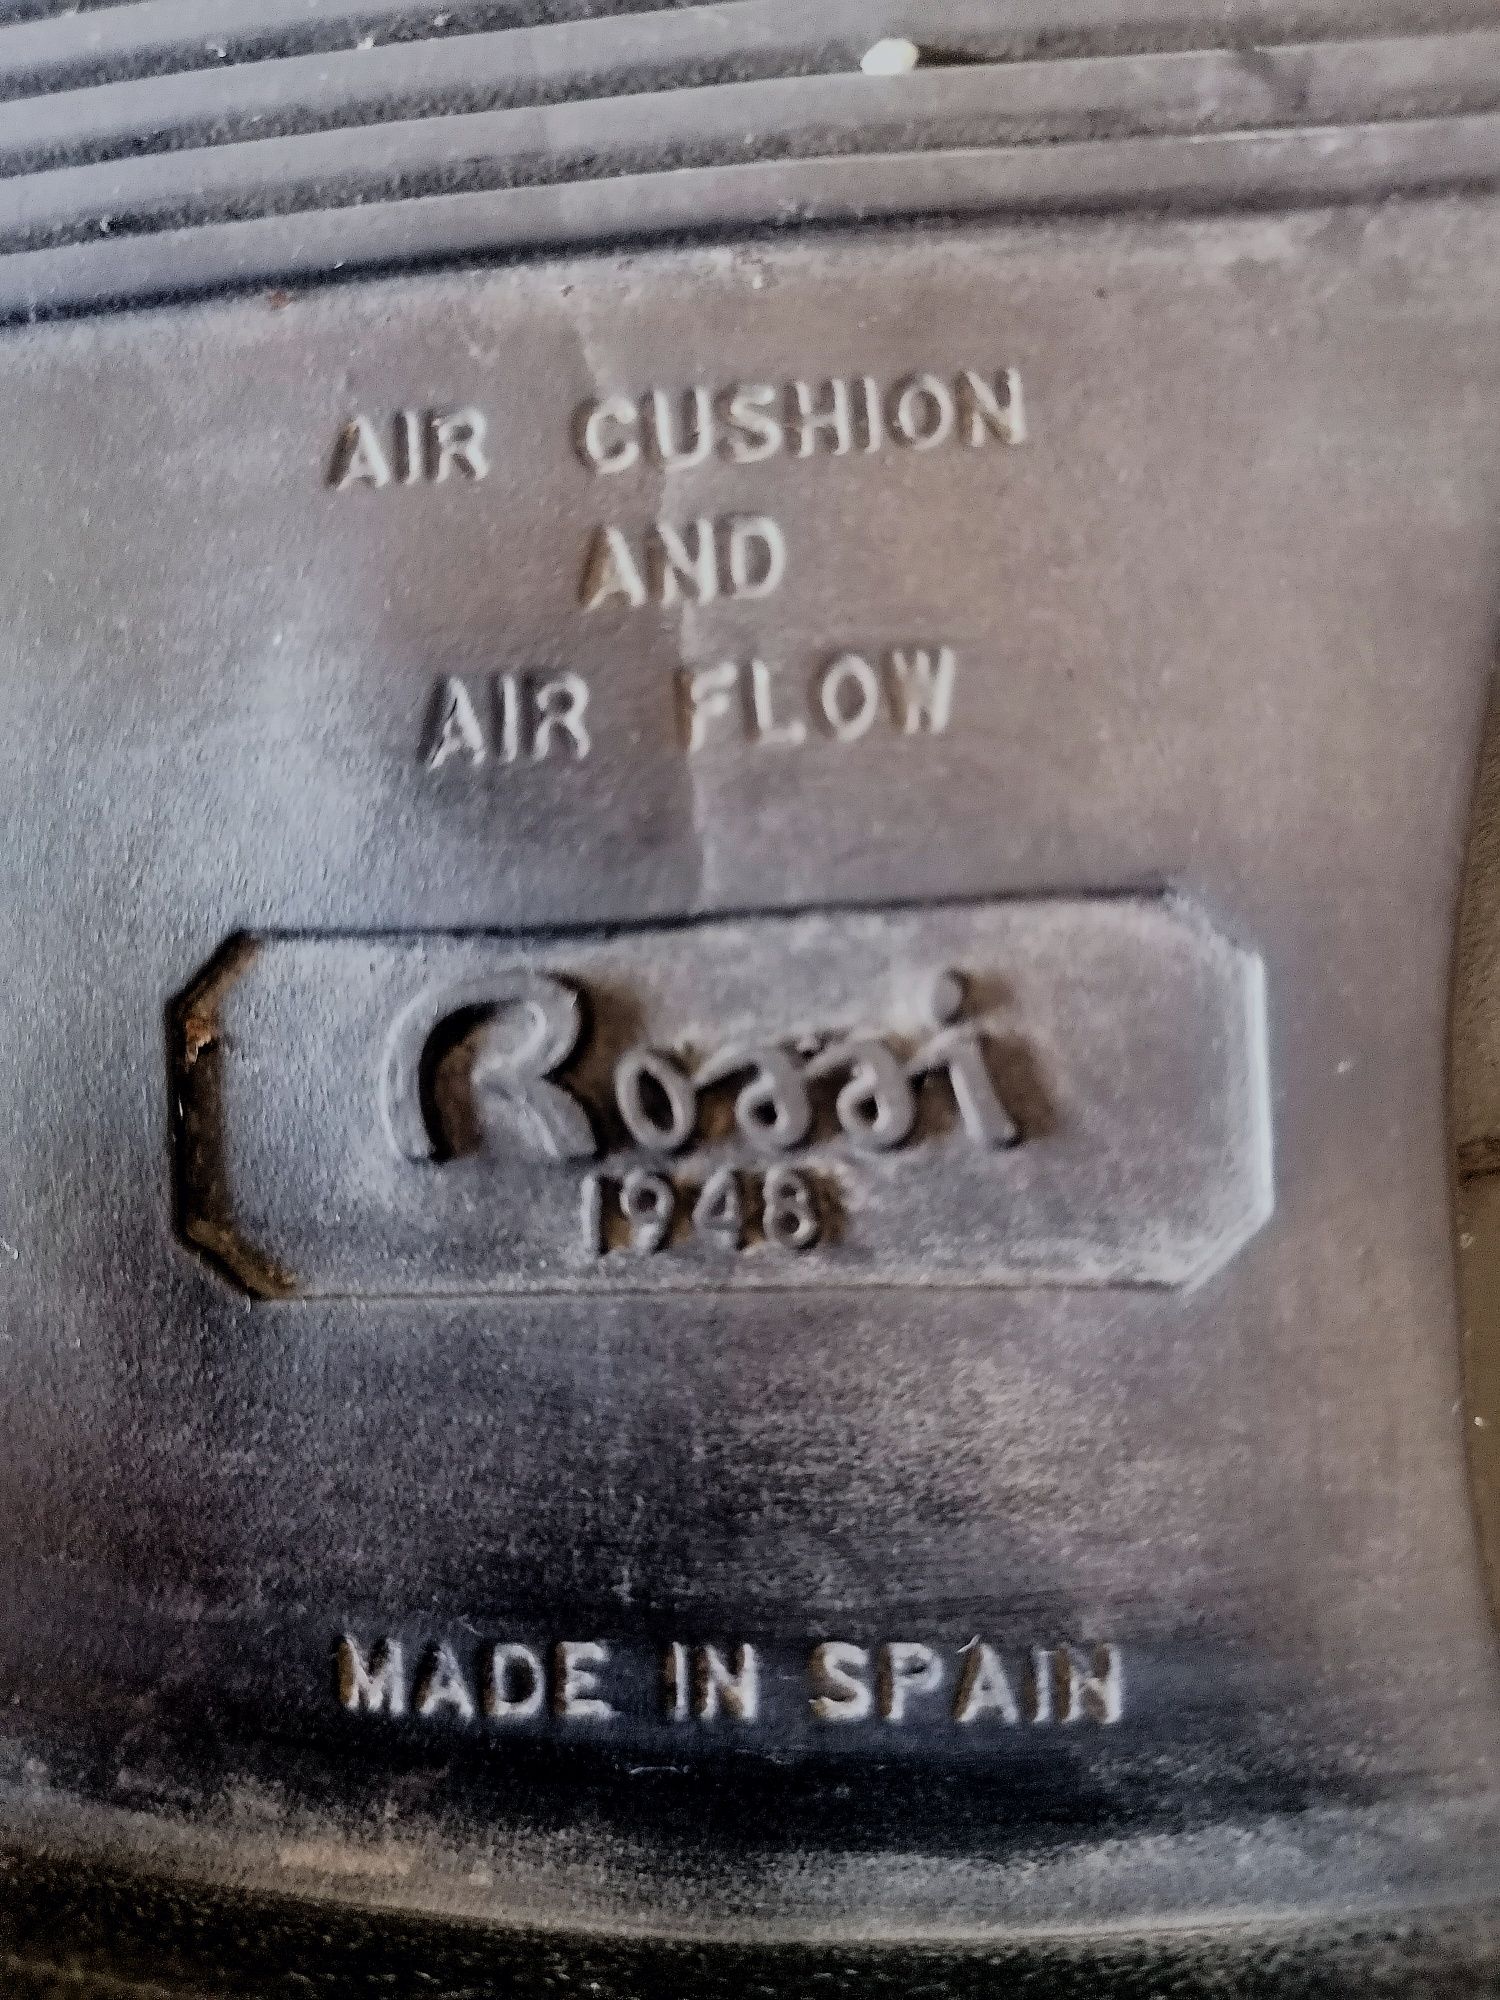 AIR CUSHION
AND
AIR FLOW
Rossi
1948
MADE IN SPAIN